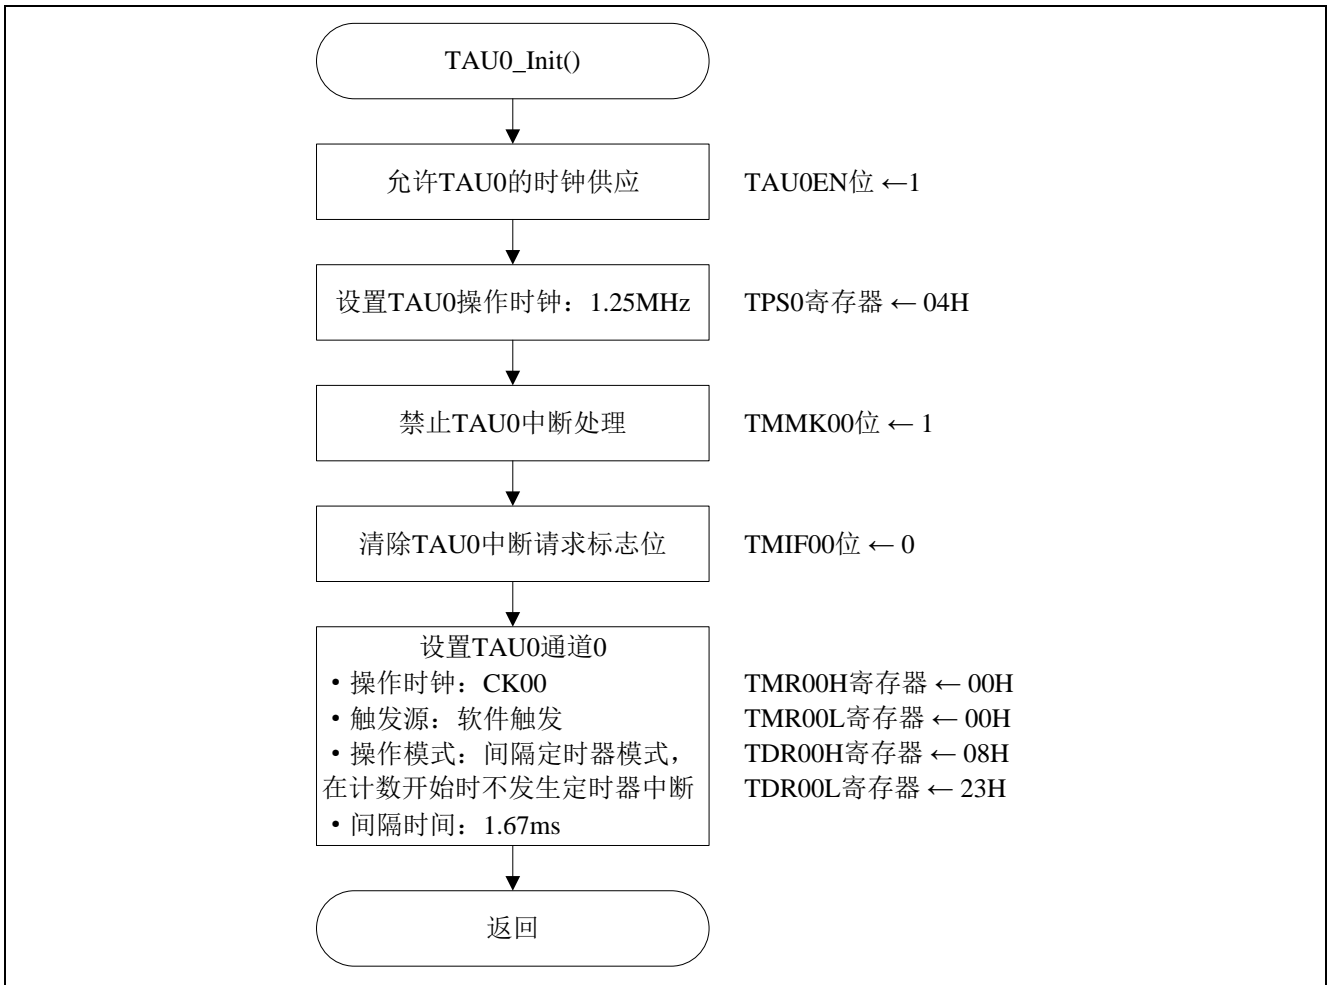 TAU0_Init()
允许TAU0的时钟供应
TAU0EN位 ←1
设置TAU0操作时钟：1.25MHz
TPS0寄存器 ← 04H
禁止TAU0中断处理
TMMK00位 ← 1
清除TAU0中断请求标志位
TMIF00位 ← 0
设置TAU0通道0
・操作时钟：CK00
・触发源：软件触发
・操作模式：间隔定时器模式，
在计数开始时不发生定时器中断
・间隔时间：1.67ms
TMR00H寄存器 ← 00H
TMR00L寄存器 ← 00H
TDR00H寄存器 ← 08H
TDR00L寄存器 ← 23H
返回